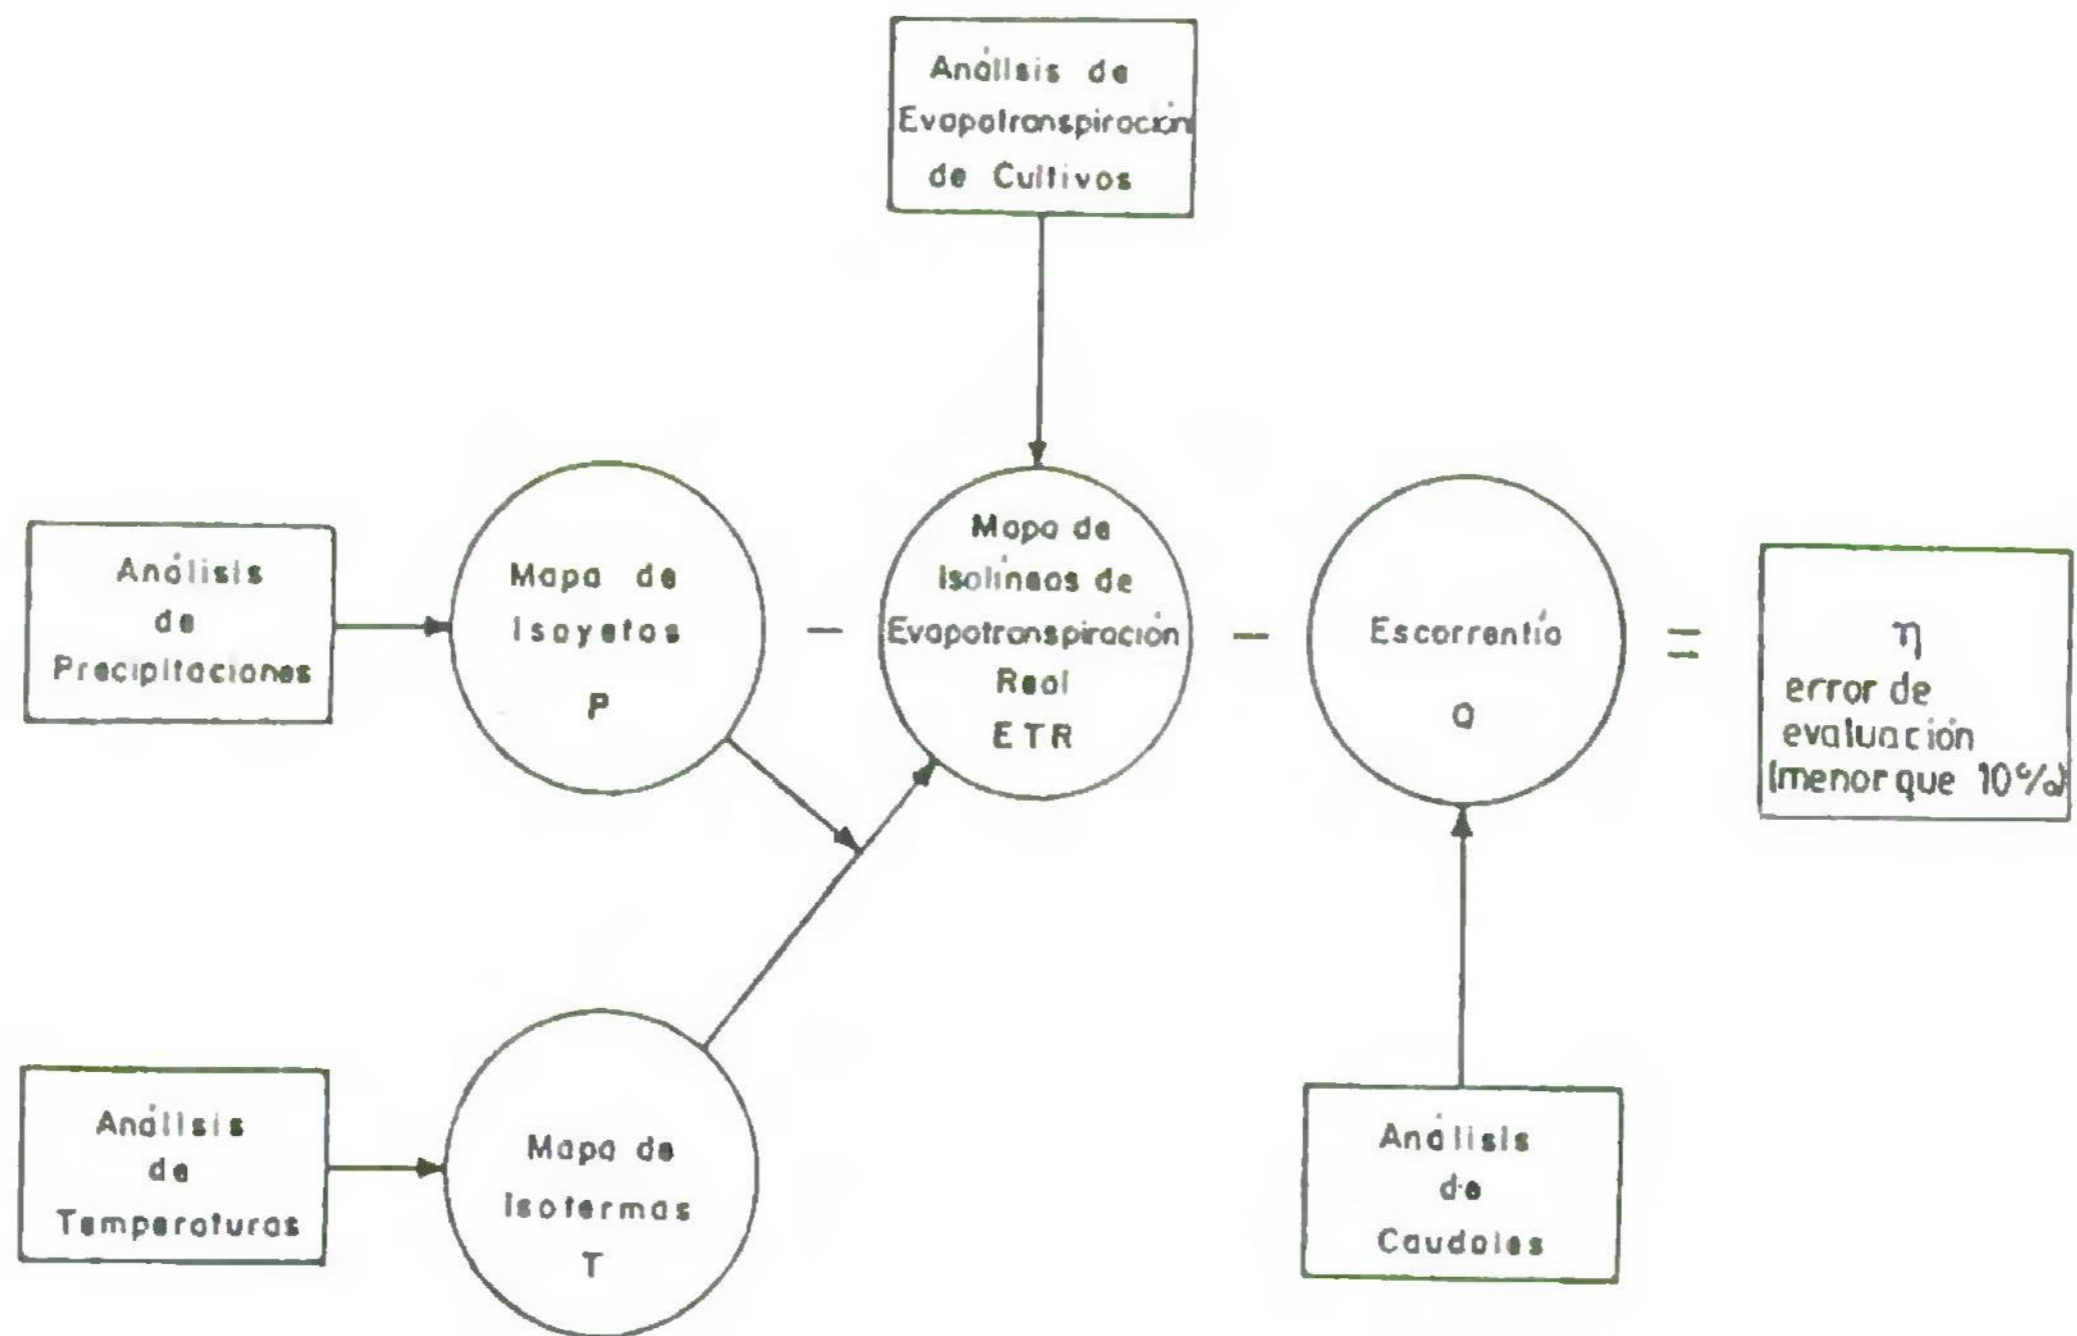 Análisis de
Evapotranspiración
de Cultivos
Análisis
de
Precipitaciones
Mapa de
Isoyetas
P
−
Mapa de
Isolíneas de
Evapotranspiración
Real
ETR
−
Escorrentía
Q
=
η
error de
evaluación
(menor que 10%)
Análisis
de
Temperaturas
Mapa de
Isotermas
T
Análisis
de
Caudales